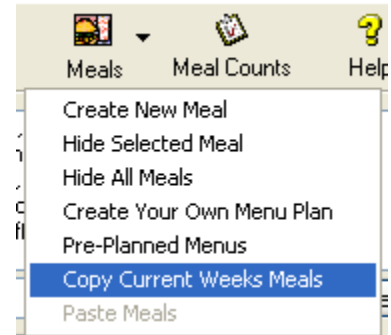 Meals Meal Counts Help
Create New Meal
Hide Selected Meal
Hide All Meals
Create Your Own Menu Plan
Pre-Planned Menus
Copy Current Weeks Meals
Paste Meals